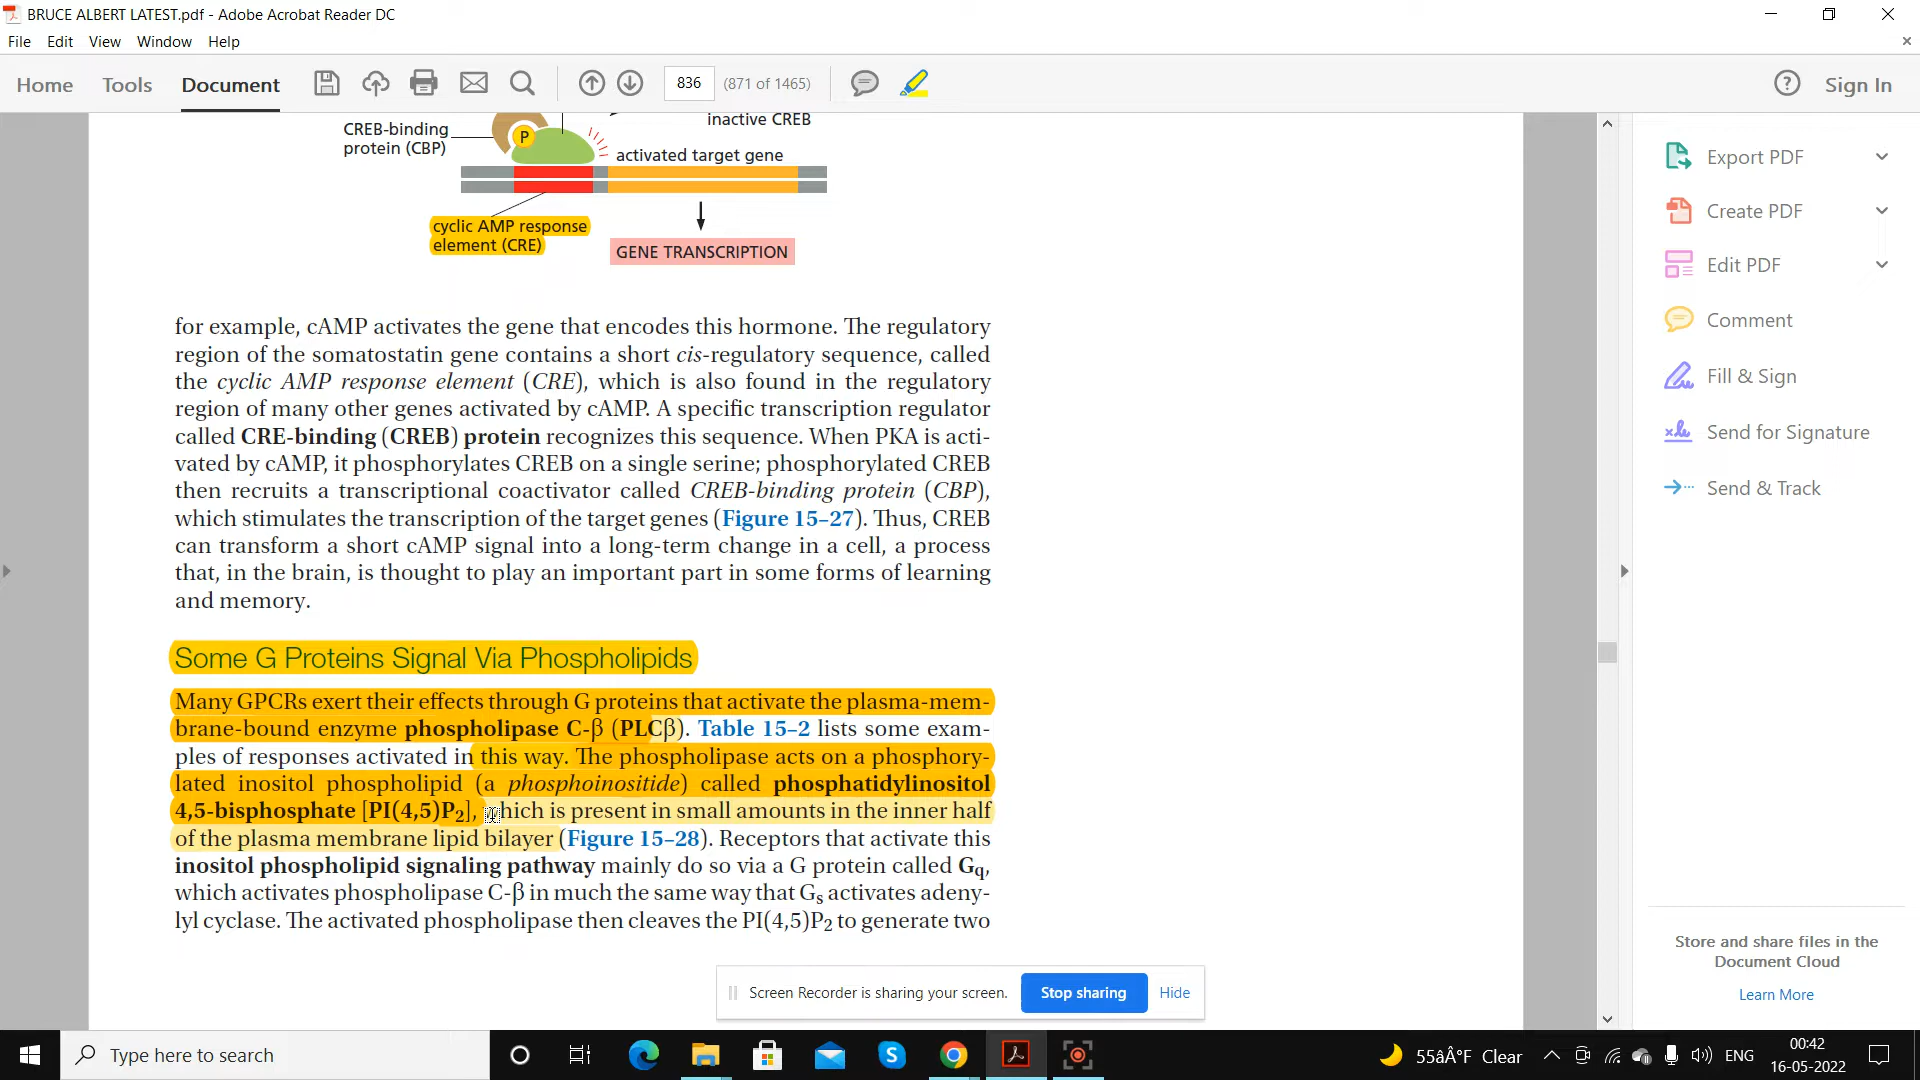 BRUCE ALBERT LATEST.pdf - Adobe Acrobat Reader DC
File Edit View Window Help
Home Tools Document 836 (871 of 1465) Sign In
CREB-binding
protein (CBP)
P
inactive CREB
activated target gene
cyclic AMP response
element (CRE)
GENE TRANSCRIPTION
for example, cAMP activates the gene that encodes this hormone. The regulatory
region of the somatostatin gene contains a short cis-regulatory sequence, called
the cyclic AMP response element (CRE), which is also found in the regulatory
region of many other genes activated by cAMP. A specific transcription regulator
called CRE-binding (CREB) protein recognizes this sequence. When PKA is acti-
vated by cAMP, it phosphorylates CREB on a single serine; phosphorylated CREB
then recruits a transcriptional coactivator called CREB-binding protein (CBP),
which stimulates the transcription of the target genes (Figure 15–27). Thus, CREB
can transform a short cAMP signal into a long-term change in a cell, a process
that, in the brain, is thought to play an important part in some forms of learning
and memory.
Some G Proteins Signal Via Phospholipids
Many GPCRs exert their effects through G proteins that activate the plasma-mem-
brane-bound enzyme phospholipase C-β (PLCβ). Table 15–2 lists some exam-
ples of responses activated in this way. The phospholipase acts on a phosphory-
lated inositol phospholipid (a phosphoinositide) called phosphatidylinositol
4,5-bisphosphate [PI(4,5)P2], which is present in small amounts in the inner half
of the plasma membrane lipid bilayer (Figure 15–28). Receptors that activate this
inositol phospholipid signaling pathway mainly do so via a G protein called Gq,
which activates phospholipase C-β in much the same way that Gs activates adeny-
lyl cyclase. The activated phospholipase then cleaves the PI(4,5)P2 to generate two
Export PDF
Create PDF
Edit PDF
Comment
Fill & Sign
Send for Signature
Send & Track
Store and share files in the
Document Cloud
Learn More
Screen Recorder is sharing your screen. Stop sharing Hide
Type here to search
55âÂ°F Clear
ENG
00:42
16-05-2022